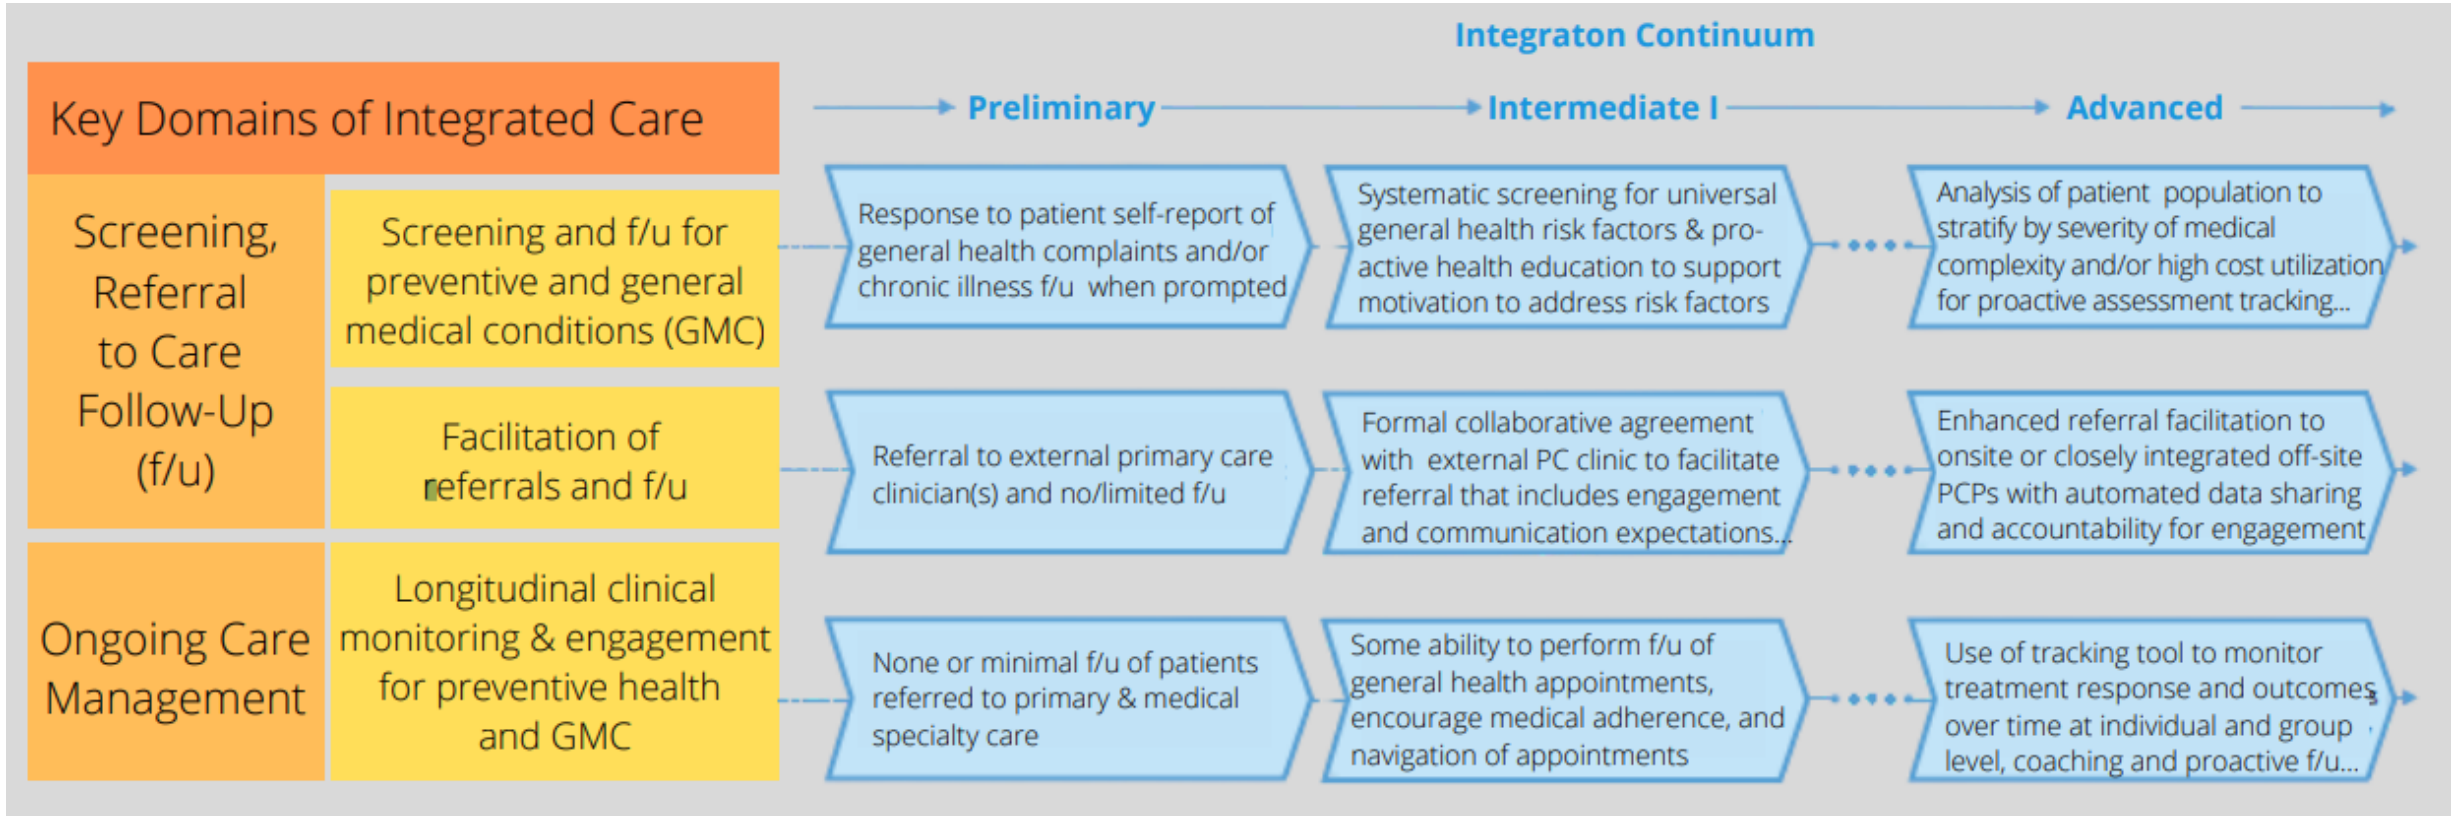 Integraton Continuum
Key Domains of Integrated Care
Preliminary
Intermediate I
Advanced
Screening,
Referral
to Care
Follow-Up
(f/u)
Screening and f/u for
preventive and general
medical conditions (GMC)
Response to patient self-report of
general health complaints and/or
chronic illness f/u when prompted
Systematic screening for universal
general health risk factors & pro-
active health education to support
motivation to address risk factors
Analysis of patient population to
stratify by severity of medical
complexity and/or high cost utilization
for proactive assessment tracking...
Facilitation of
referrals and f/u
Referral to external primary care
clinician(s) and no/limited f/u
Formal collaborative agreement
with external PC clinic to facilitate
referral that includes engagement
and communication expectations...
Enhanced referral facilitation to
onsite or closely integrated off-site
PCPs with automated data sharing
and accountability for engagement
Ongoing Care
Management
Longitudinal clinical
monitoring & engagement
for preventive health
and GMC
None or minimal f/u of patients
referred to primary & medical
specialty care
Some ability to perform f/u of
general health appointments,
encourage medical adherence, and
navigation of appointments
Use of tracking tool to monitor
treatment response and outcomes
over time at individual and group
level, coaching and proactive f/u...